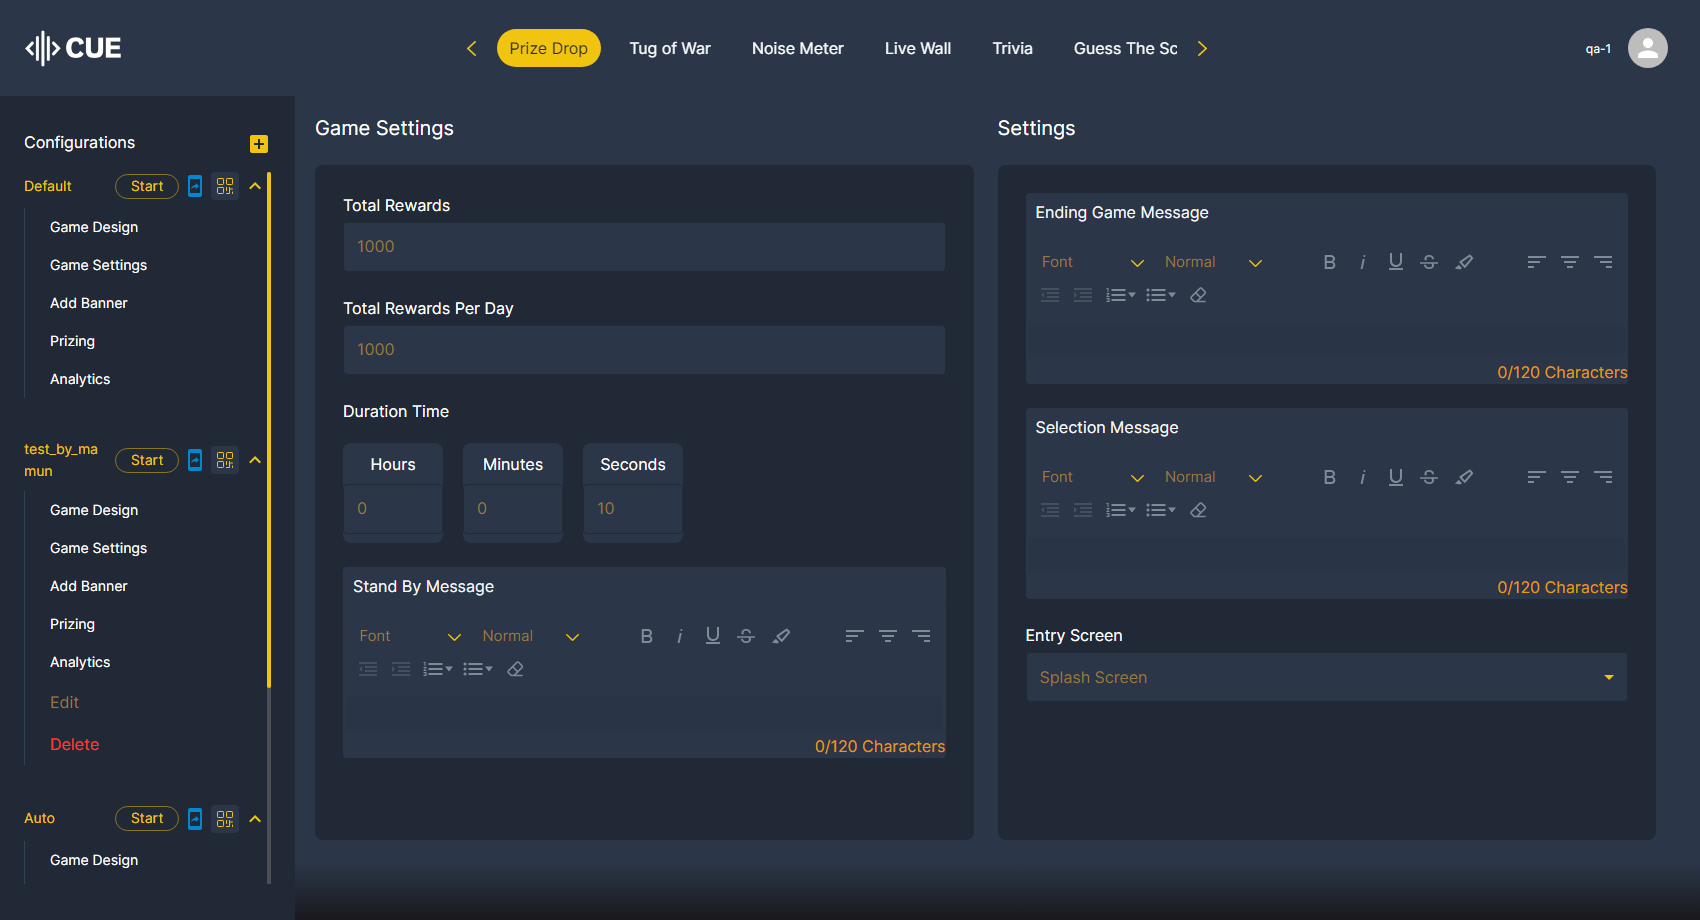 CUE
Prize Drop
Tug of War
Noise Meter
Live Wall
Trivia
Guess The Sc
qa-1
Configurations
Default
Start
Game Design
Game Settings
Add Banner
Prizing
Analytics
test_by_ma
mun
Start
Game Design
Game Settings
Add Banner
Prizing
Analytics
Edit
Delete
Auto
Start
Game Design
Game Settings
Total Rewards
1000
Total Rewards Per Day
1000
Duration Time
Hours
Minutes
Seconds
0
0
10
Stand By Message
Font
Normal
B
i
U
S
0/120 Characters
Settings
Ending Game Message
Font
Normal
B
i
U
S
0/120 Characters
Selection Message
Font
Normal
B
i
U
S
0/120 Characters
Entry Screen
Splash Screen